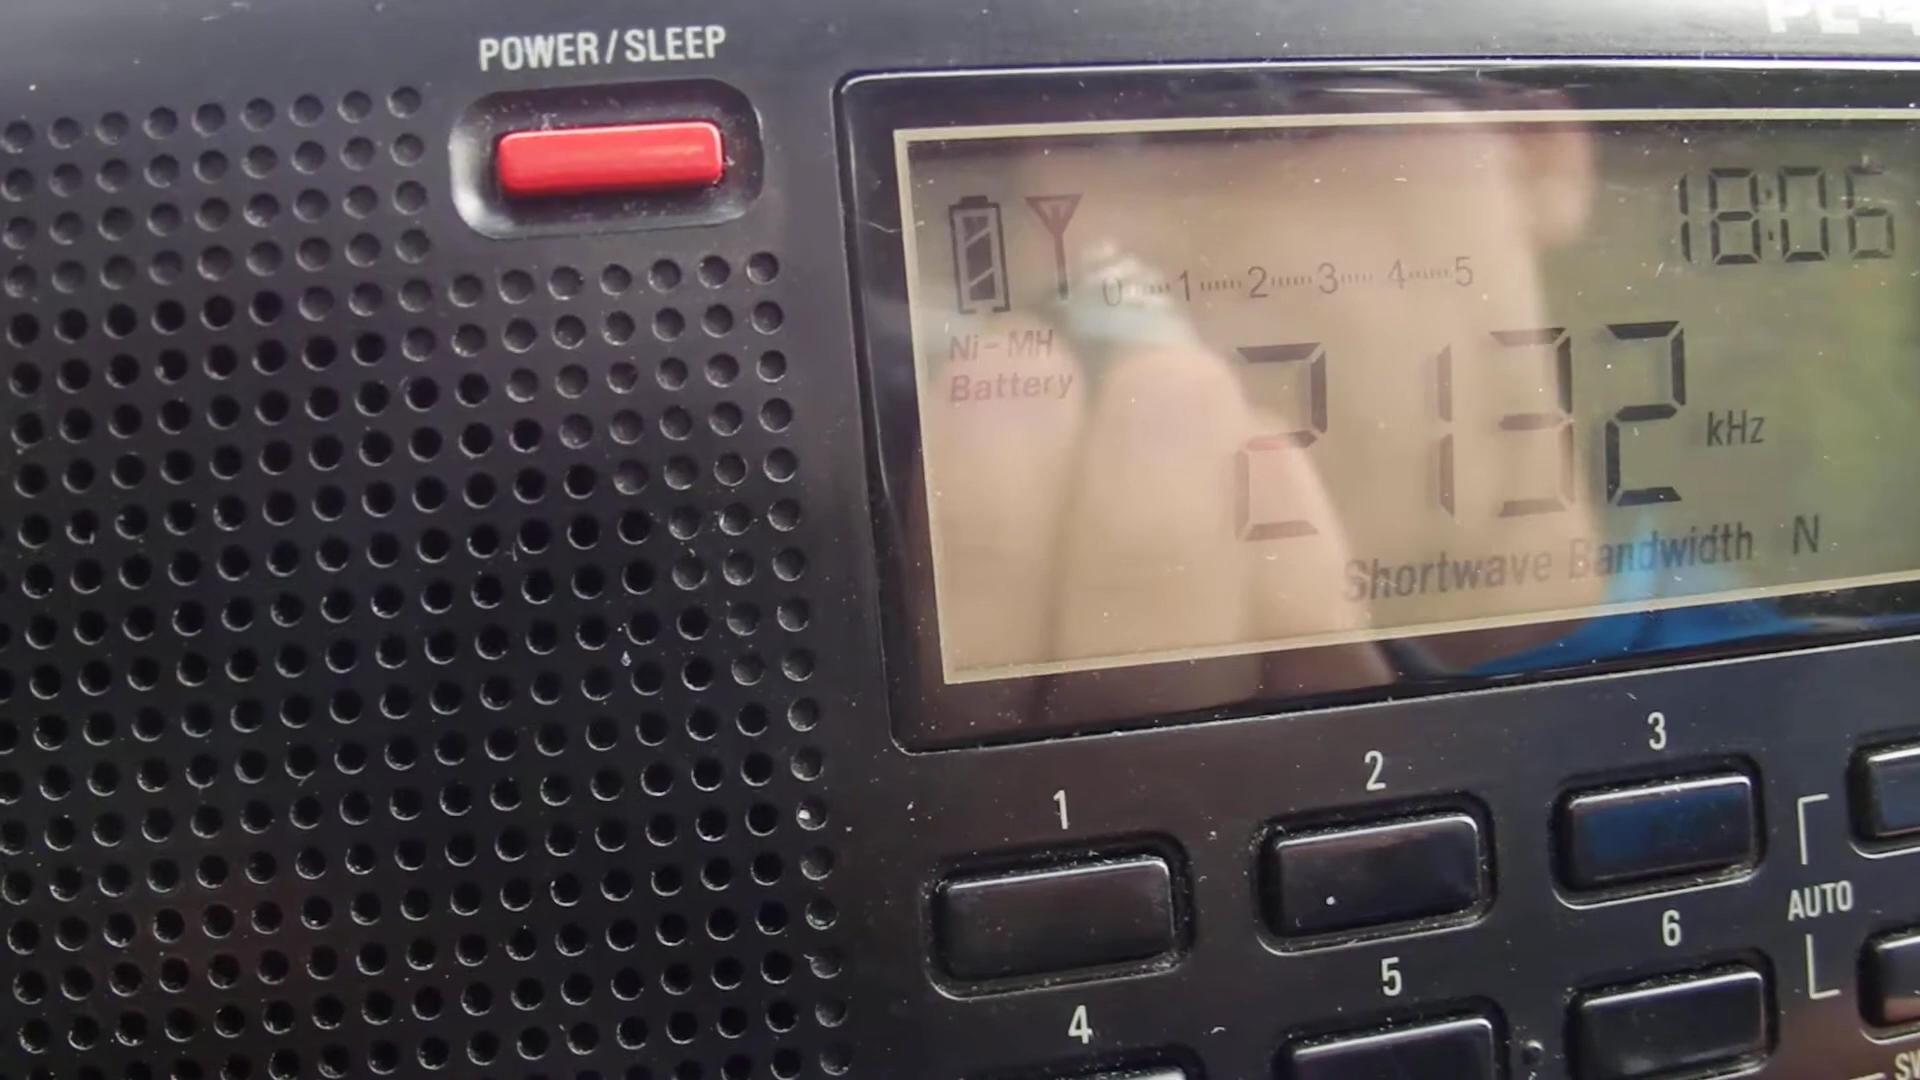 POWER/SLEEP
18:06
0 1 2 3 4 5
Ni-MH
Battery
2132 kHz
Shortwave Bandwidth N
1
2
3
AUTO
4
5
6